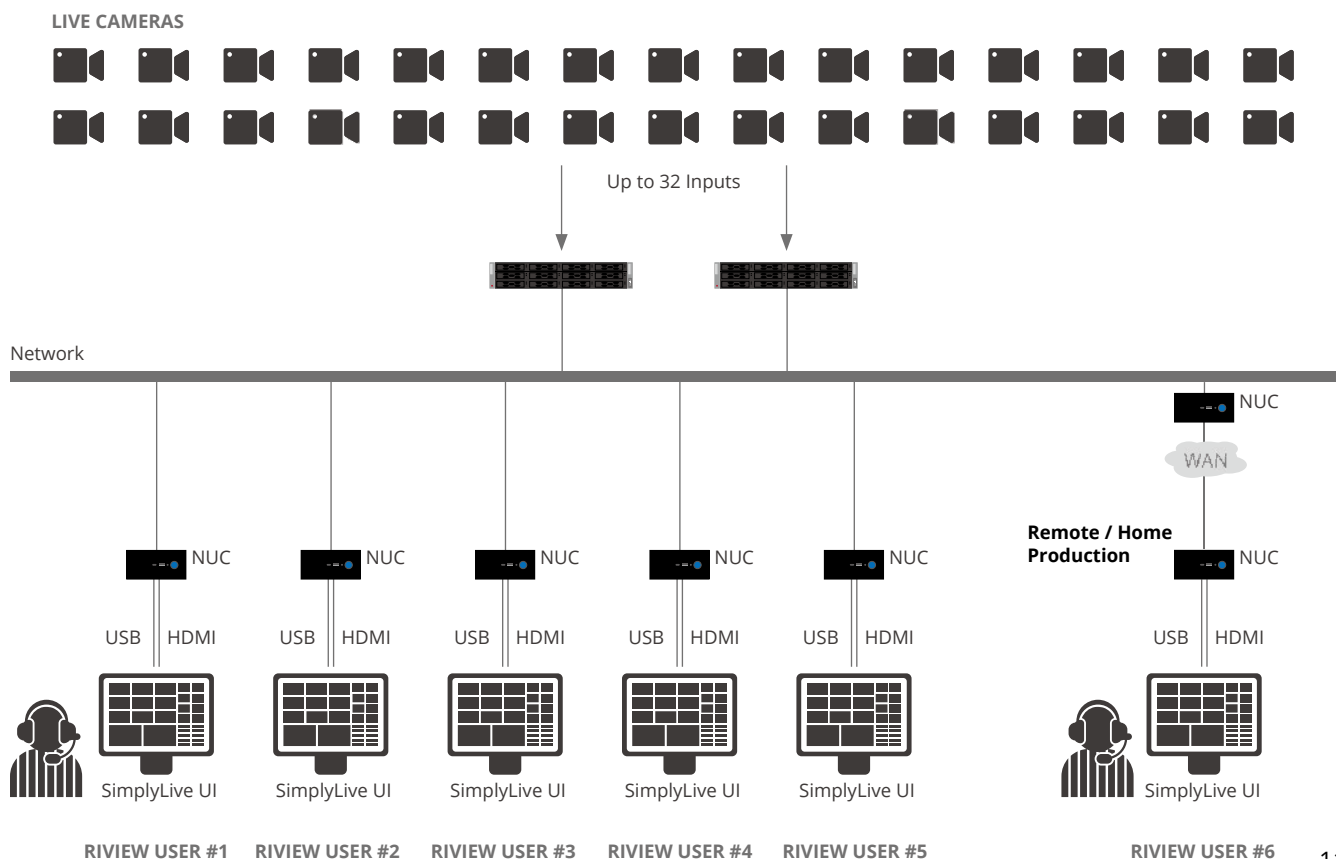 LIVE CAMERAS
Up to 32 Inputs
Network
NUC
WAN
Remote / Home
Production
NUC NUC NUC NUC NUC NUC
USB HDMI USB HDMI USB HDMI USB HDMI USB HDMI USB HDMI
SimplyLive UI SimplyLive UI SimplyLive UI SimplyLive UI SimplyLive UI SimplyLive UI
RIVIEW USER #1 RIVIEW USER #2 RIVIEW USER #3 RIVIEW USER #4 RIVIEW USER #5 RIVIEW USER #6